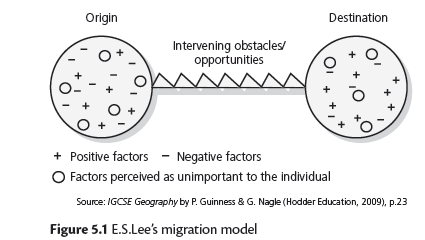 Origin
Destination
Intervening obstacles/
opportunities
+ Positive factors − Negative factors
○ Factors perceived as unimportant to the individual
Source: IGCSE Geography by P. Guinness & G. Nagle (Hodder Education, 2009), p.23
Figure 5.1 E.S.Lee's migration model